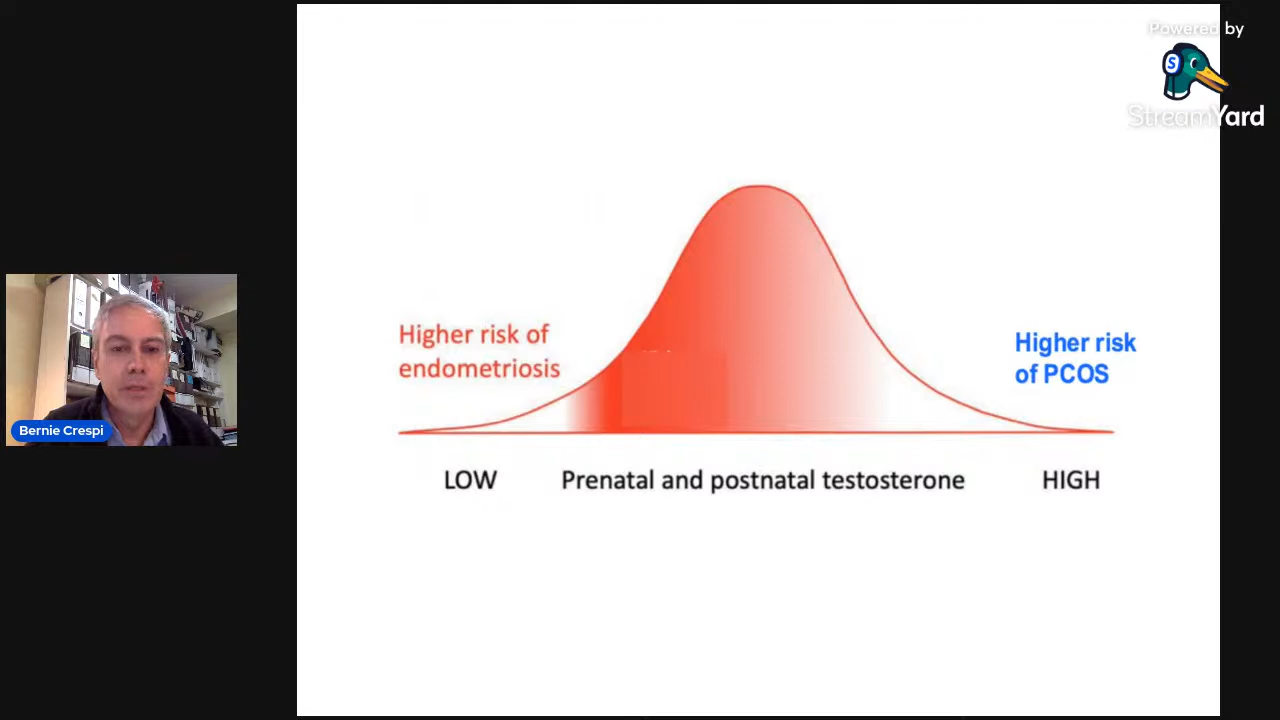 Powered by
S
StreamYard
Higher risk of
endometriosis
Higher risk
of PCOS
Bernie Crespi
LOW
Prenatal and postnatal testosterone
HIGH